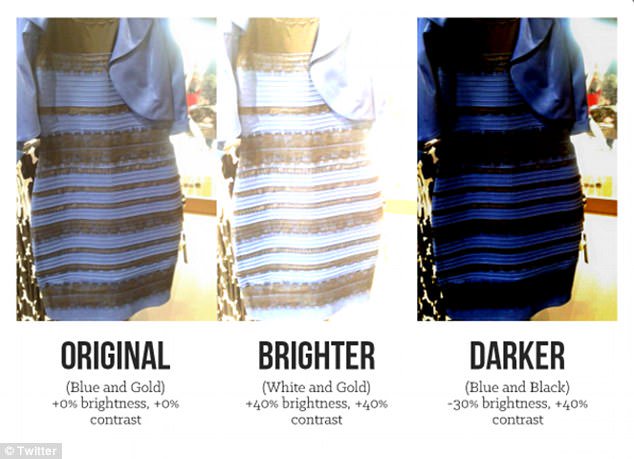 ORIGINAL
(Blue and Gold)
+0% brightness, +0%
contrast
BRIGHTER
(White and Gold)
+40% brightness, +40%
contrast
DARKER
(Blue and Black)
-30% brightness, +40%
contrast
© Twitter